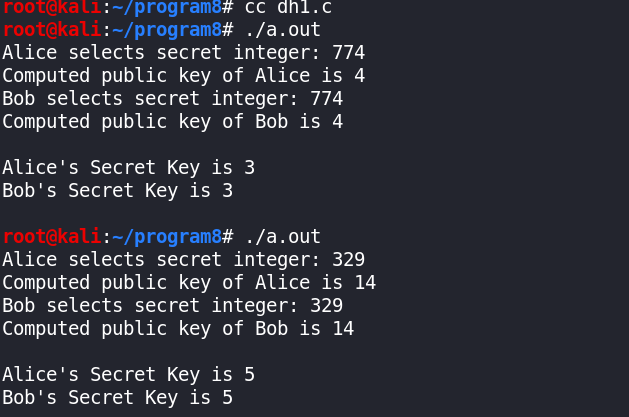 root@kali:~/program8# cc dh1.c
root@kali:~/program8# ./a.out
Alice selects secret integer: 774
Computed public key of Alice is 4
Bob selects secret integer: 774
Computed public key of Bob is 4
Alice's Secret Key is 3
Bob's Secret Key is 3
root@kali:~/program8# ./a.out
Alice selects secret integer: 329
Computed public key of Alice is 14
Bob selects secret integer: 329
Computed public key of Bob is 14
Alice's Secret Key is 5
Bob's Secret Key is 5